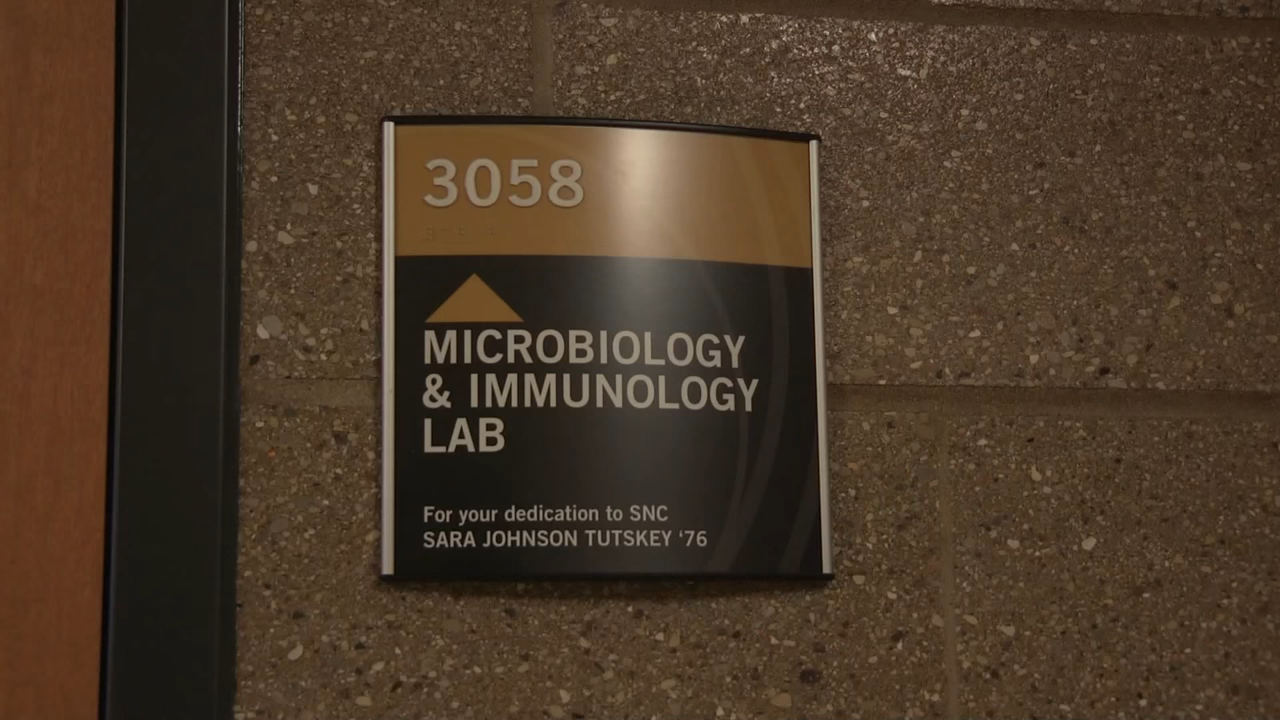 3058
MICROBIOLOGY
& IMMUNOLOGY
LAB
For your dedication to SNC
SARA JOHNSON TUTSKEY ‘76